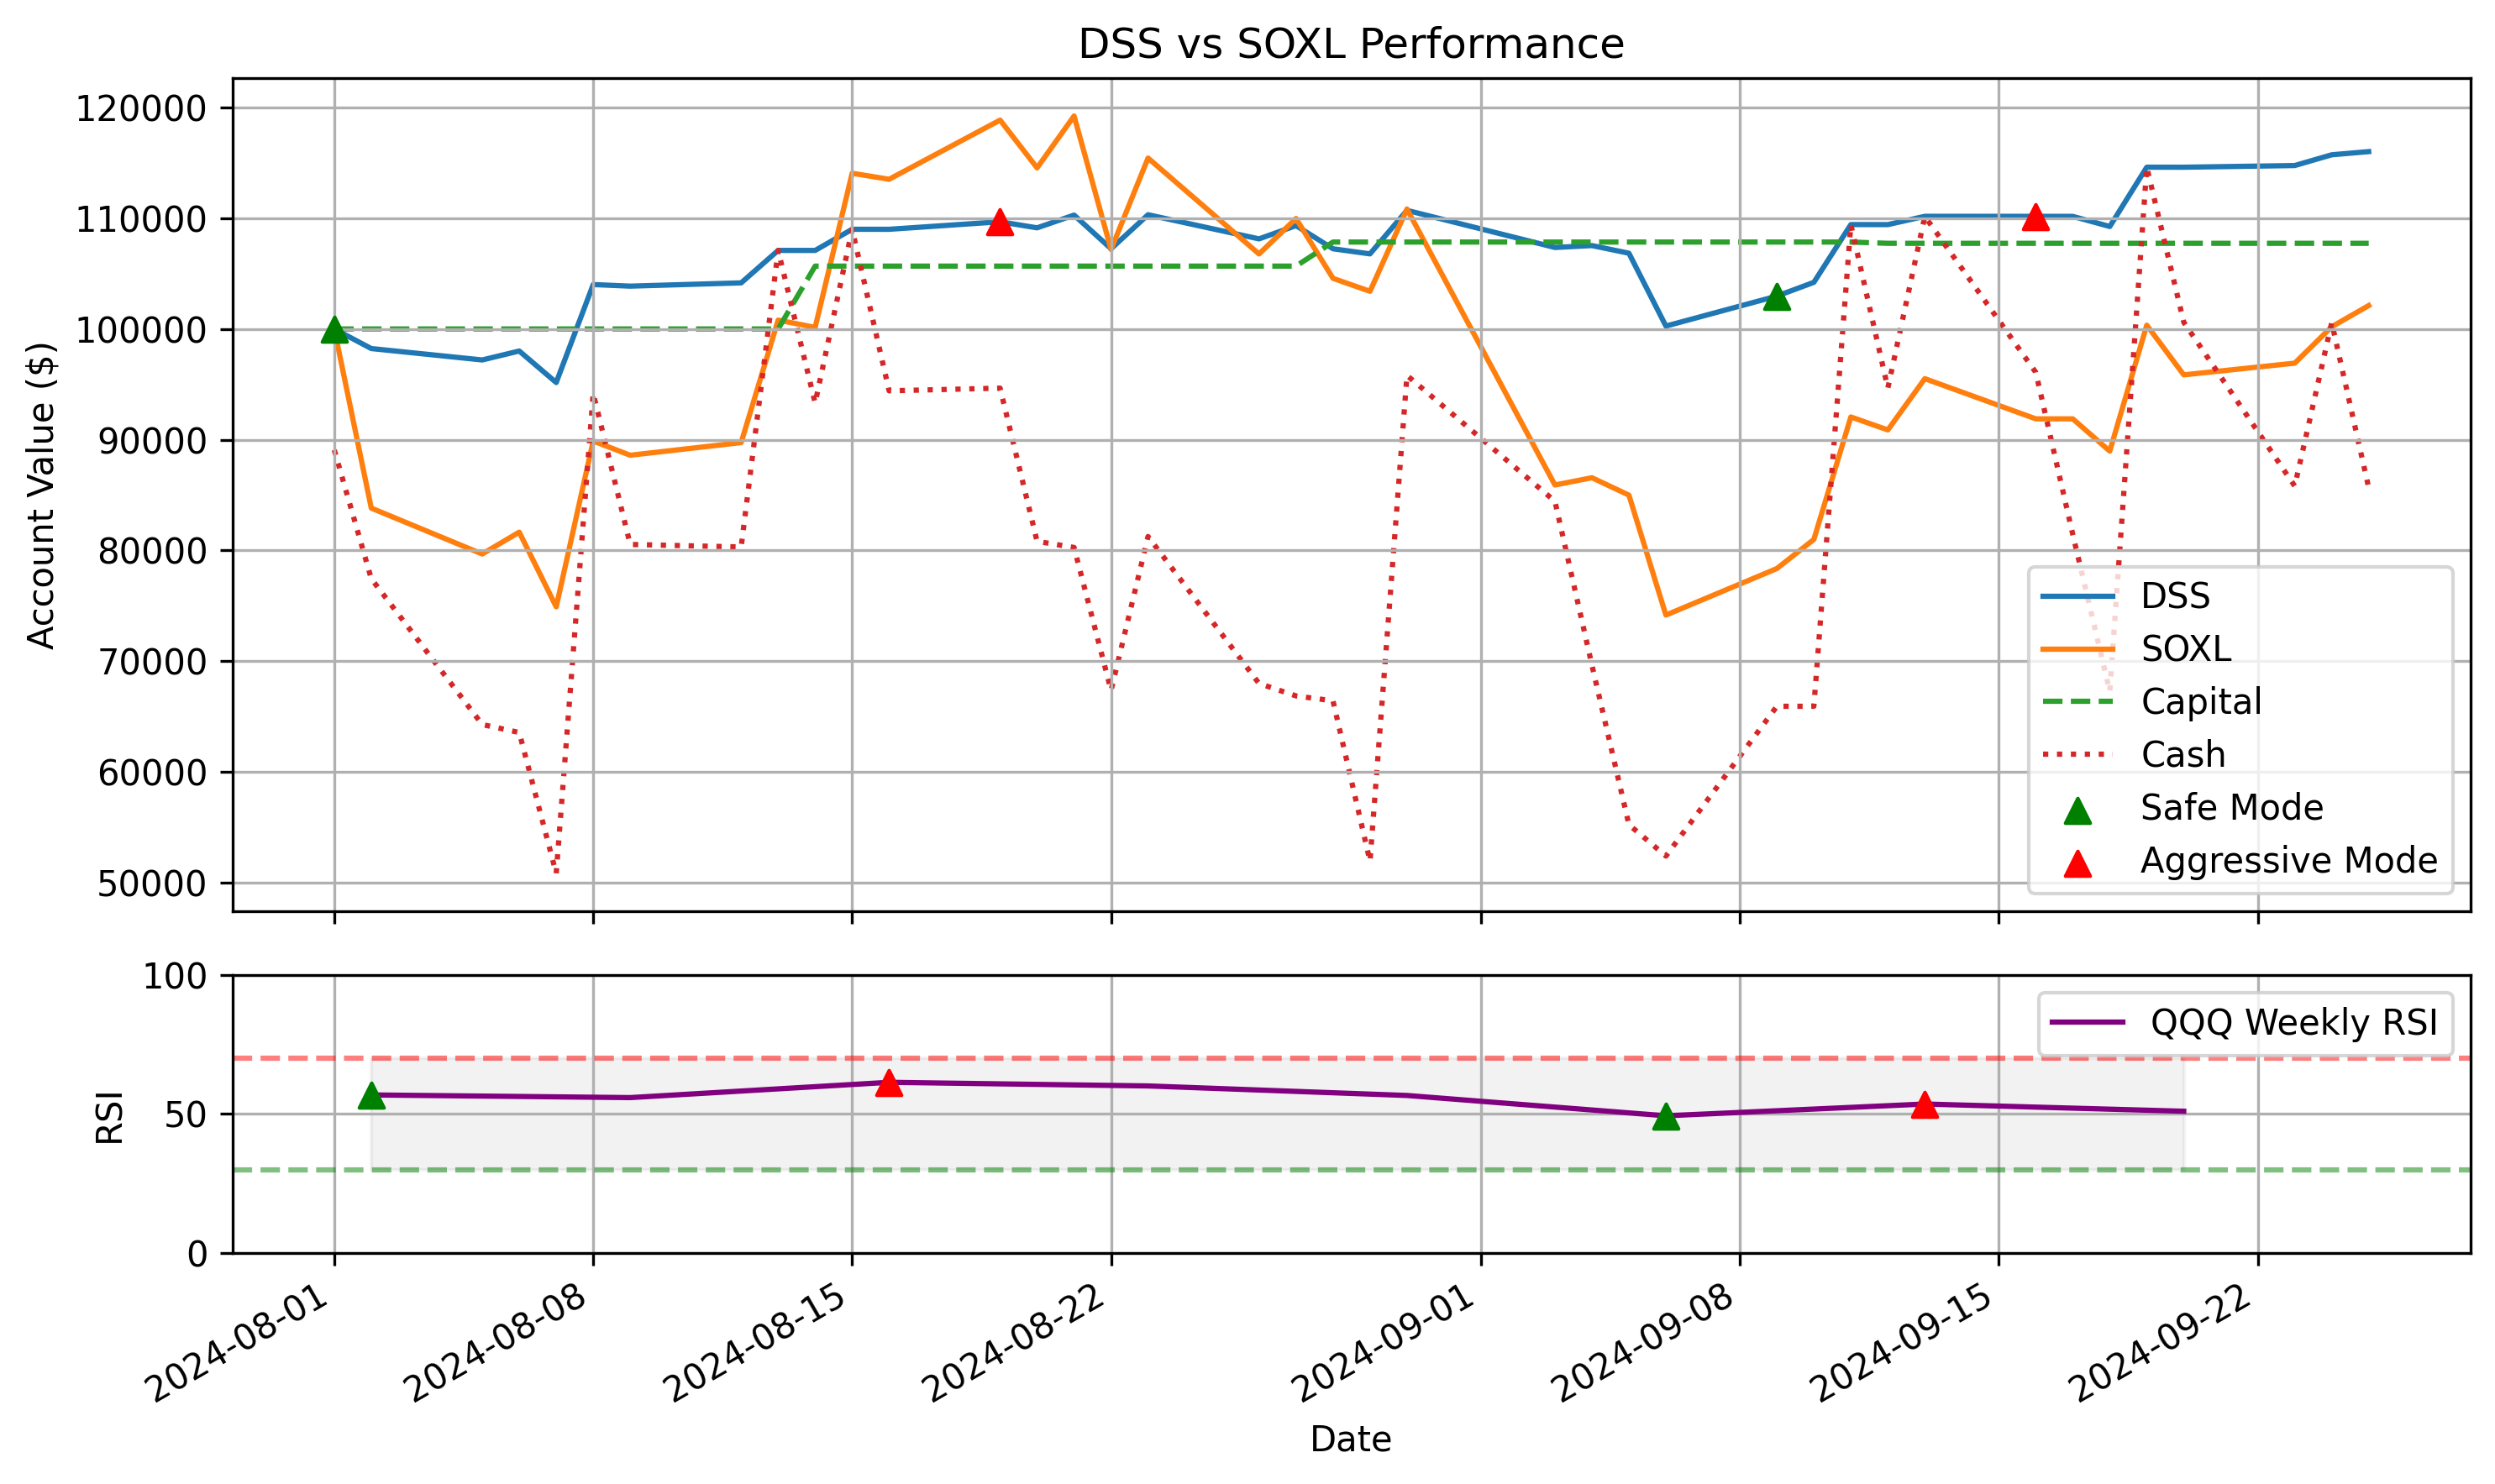 DSS vs SOXL Performance
120000
110000
100000
90000
80000
70000
60000
50000
Account Value ($)
DSS
SOXL
Capital
Cash
Safe Mode
Aggressive Mode
100
50
0
RSI
QQQ Weekly RSI
2024-08-01
2024-08-08
2024-08-15
2024-08-22
2024-09-01
2024-09-08
2024-09-15
2024-09-22
Date